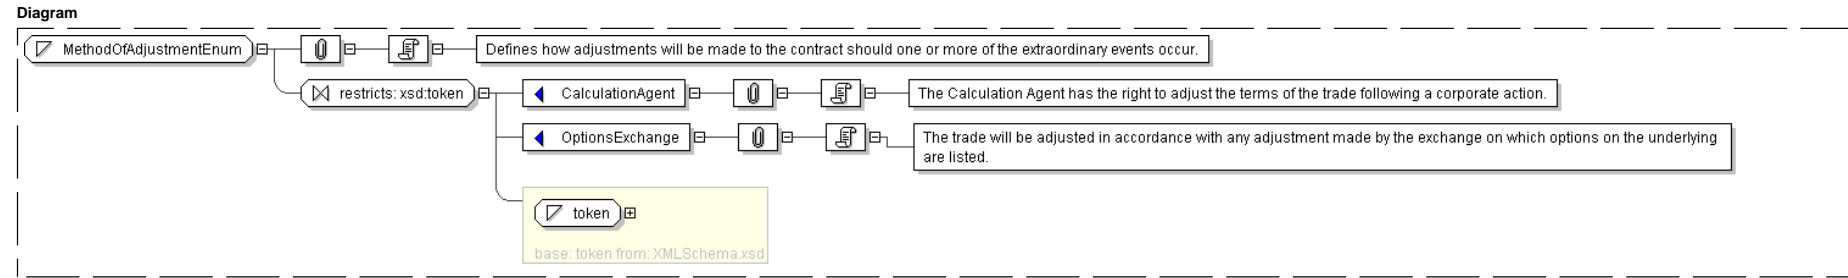 Diagram
MethodOfAdjustmentEnum
Defines how adjustments will be made to the contract should one or more of the extraordinary events occur.
restricts: xsd:token
CalculationAgent
The Calculation Agent has the right to adjust the terms of the trade following a corporate action.
OptionsExchange
The trade will be adjusted in accordance with any adjustment made by the exchange on which options on the underlying
are listed.
token
base: token from: XMLSchema.xsd